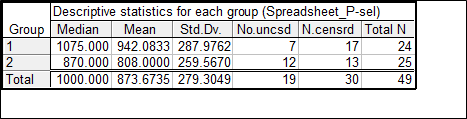 Descriptive statistics for each group (Spreadsheet_P-sel)
Group Median Mean Std.Dv. No.uncsd N.censrd Total N
1 1075.000 942.0833 287.9762 7 17 24
2 870.000 808.0000 259.5670 12 13 25
Total 1000.000 873.6735 279.3049 19 30 49